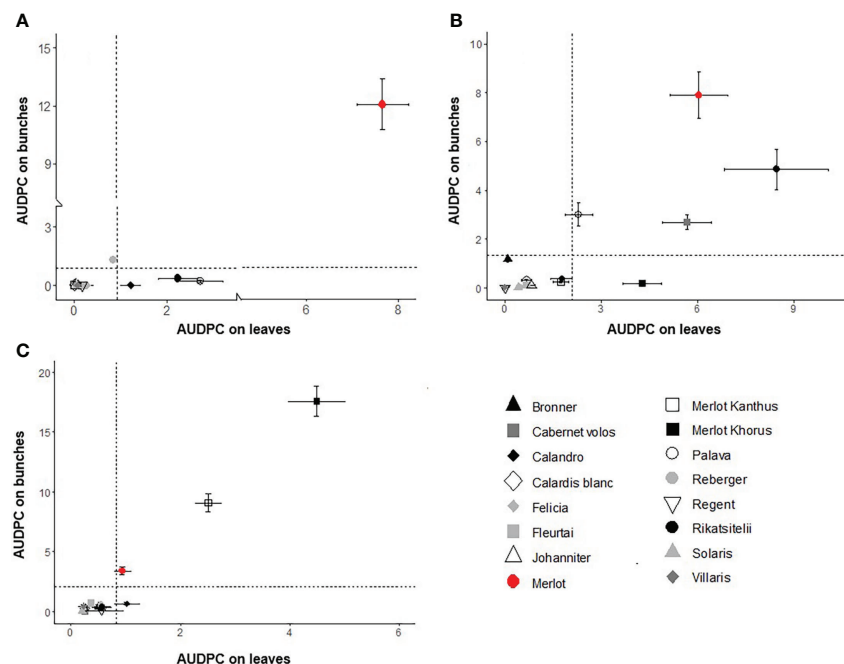 A
AUDPC on bunches
15
12
9
3
0
0
2
6
8
AUDPC on leaves
B
AUDPC on bunches
10
8
6
4
2
0
0
3
6
9
AUDPC on leaves
C
AUDPC on bunches
20
15
10
5
0
0
2
4
6
AUDPC on leaves
Bronner
Cabernet volos
Calandro
Calardis blanc
Felicia
Fleurtai
Johanniter
Merlot
Merlot Kanthus
Merlot Khorus
Palava
Reberger
Regent
Rikatsitelii
Solaris
Villaris